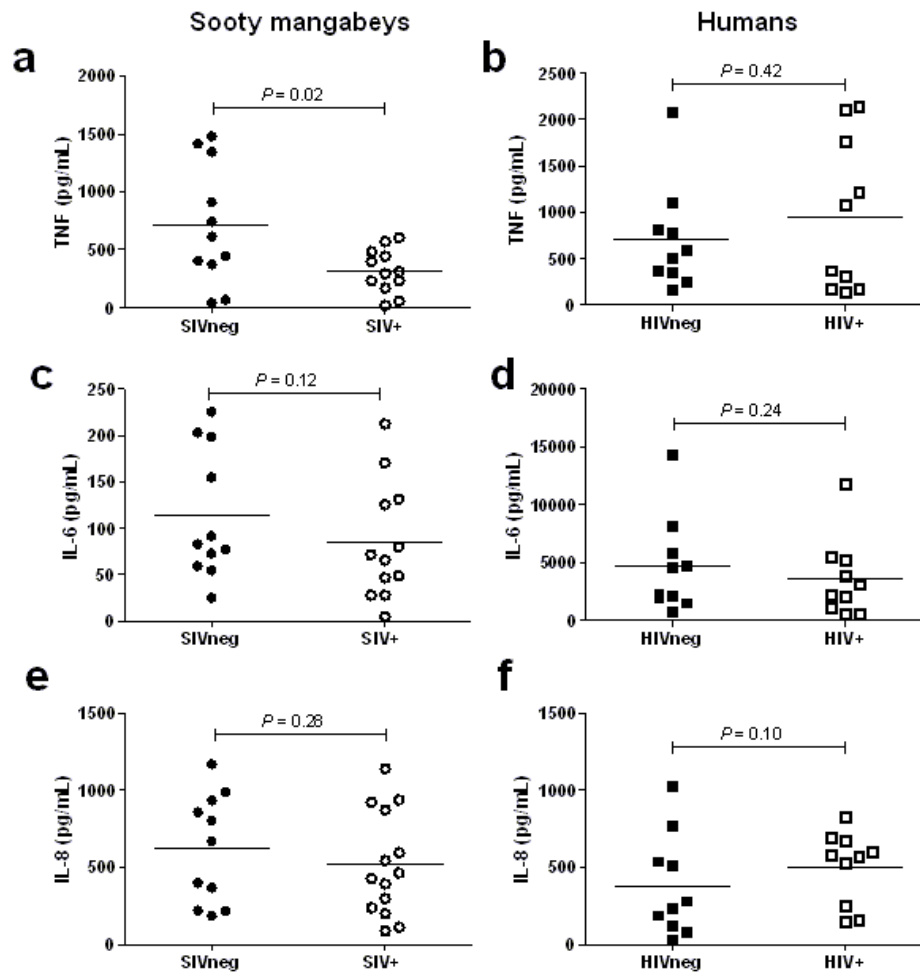 Sooty mangabeys
Humans
a
2000
1500
1000
500
0
TNF (pg/mL)
P = 0.02
SIVneg
SIV+
b
2500
2000
1500
1000
500
0
TNF (pg/mL)
P = 0.42
HIVneg
HIV+
c
250
200
150
100
50
0
IL-6 (pg/mL)
P = 0.12
SIVneg
SIV+
d
20000
15000
10000
5000
0
IL-6 (pg/mL)
P = 0.24
HIVneg
HIV+
e
1500
1000
500
0
IL-8 (pg/mL)
P = 0.28
SIVneg
SIV+
f
1500
1000
500
0
IL-8 (pg/mL)
P = 0.10
HIVneg
HIV+